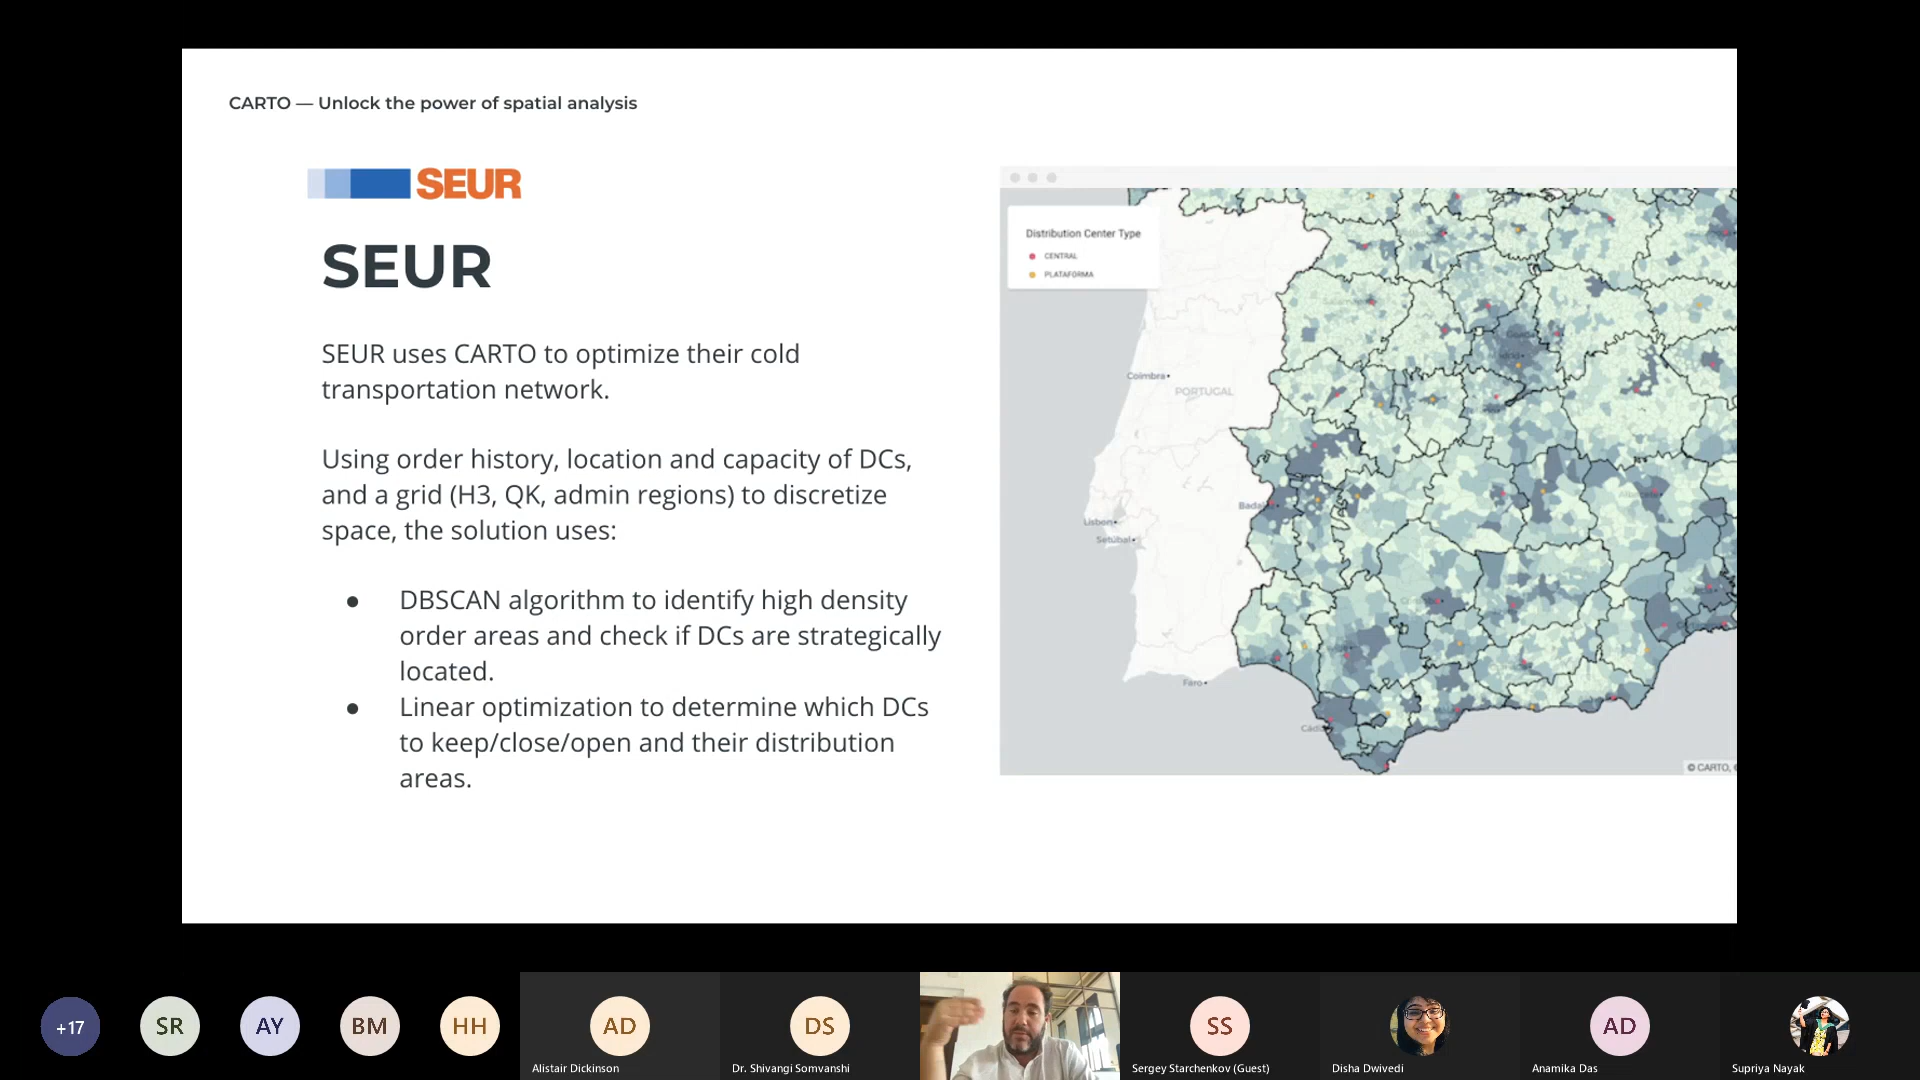 CARTO — Unlock the power of spatial analysis
SEUR
SEUR
SEUR uses CARTO to optimize their cold
transportation network.
Using order history, location and capacity of DCs,
and a grid (H3, QK, admin regions) to discretize
space, the solution uses:
● DBSCAN algorithm to identify high density
order areas and check if DCs are strategically
located.
● Linear optimization to determine which DCs
to keep/close/open and their distribution
areas.
Distribution Center Type
CENTRAL
PLATAFORMA
Coimbra
PORTUGAL
Madrid
Badaj
Lisbon
Setúbal
Faro
Cádi
© CARTO,
+17
SR
AY
BM
HH
AD
Alistair Dickinson
DS
Dr. Shivangi Somvanshi
SS
Sergey Starchenkov (Guest)
Disha Dwivedi
AD
Anamika Das
Supriya Nayak